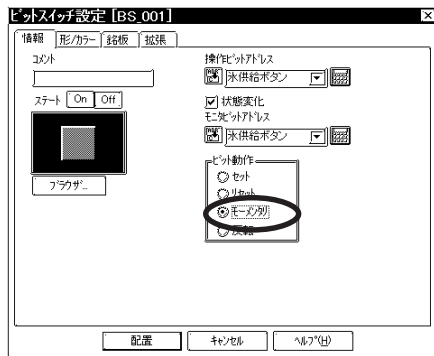 ビットスイッチ設定 [BS_001]
情報 形/カラー 銘板 拡張
コメント
ステート On Off
ブラウザ...
操作ビットアドレス
氷供給ボタン
状態変化
モニタビットアドレス
氷供給ボタン
ビット動作
セット
リセット
モーメンタリ
反転
配置 キャンセル ヘルプ(H)